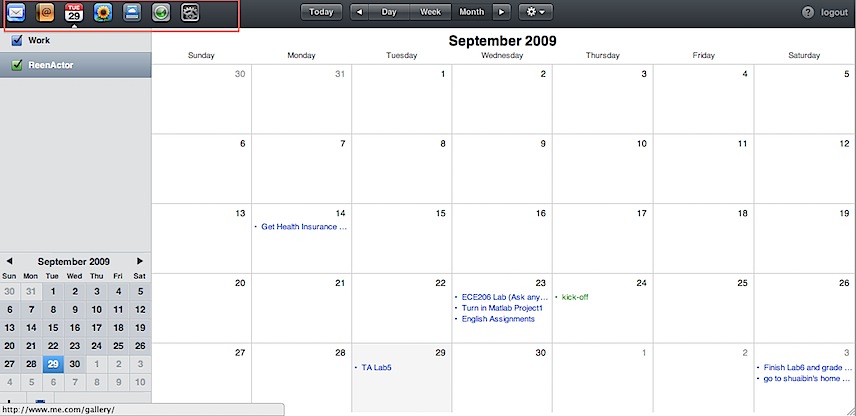 TUE
29
Today
Day
Week
Month
?
logout
Work
ReenActor
September 2009
Sunday Monday Tuesday Wednesday Thursday Friday Saturday
30 31 1 2 3 4 5
6 7 8 9 10 11 12
13 14 15 16 17 18 19
• Get Health Insurance ...
20 21 22 23 24 25 26
• ECE206 Lab (Ask any... • kick-off
• Turn in Matlab Project1
• English Assignments
27 28 29 30 1 2 3
• TA Lab5 • Finish Lab6 and grade ...
• go to shuaibin's home ...
September 2009
Sun Mon Tue Wed Thu Fri Sat
30 31 1 2 3 4 5
6 7 8 9 10 11 12
13 14 15 16 17 18 19
20 21 22 23 24 25 26
27 28 29 30 1 2 3
4 5 6 7 8 9 10
http://www.me.com/gallery/